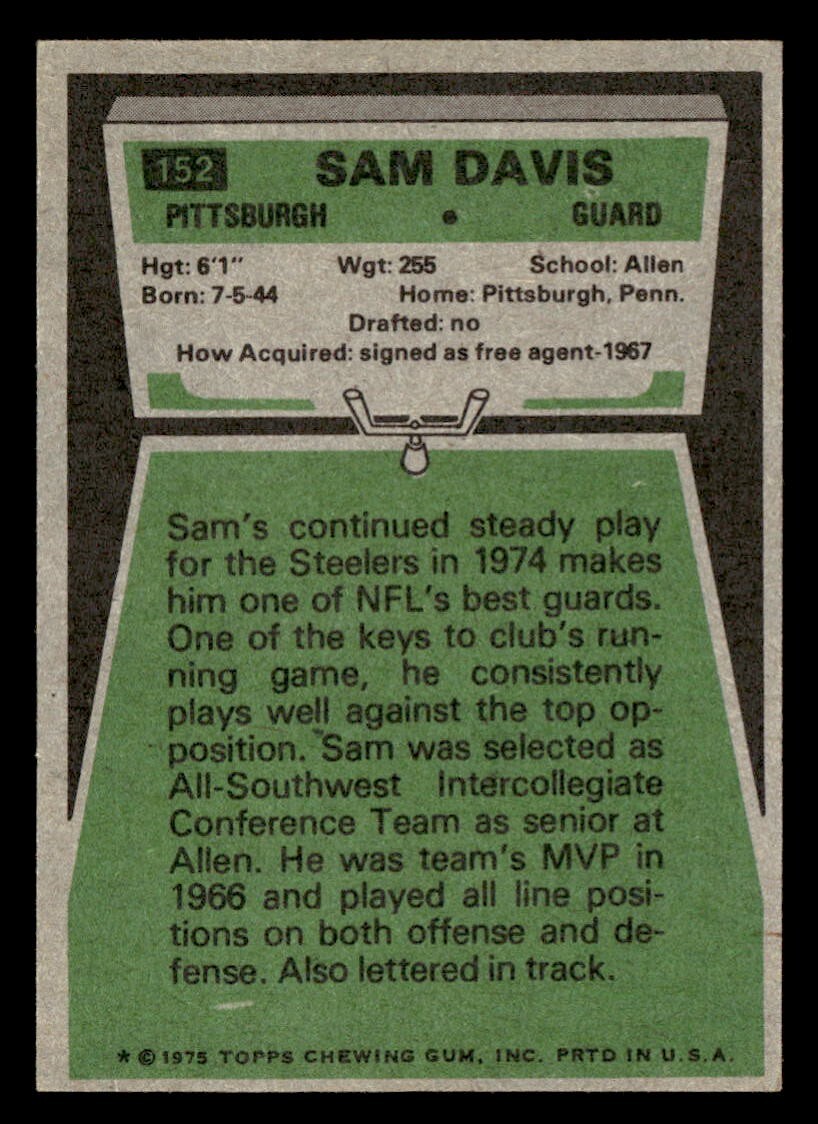 152 SAM DAVIS
PITTSBURGH • GUARD
Hgt: 6'1" Wgt: 255 School: Allen
Born: 7-5-44 Home: Pittsburgh, Penn.
Drafted: no
How Acquired: signed as free agent-1967
Sam's continued steady play
for the Steelers in 1974 makes
him one of NFL's best guards.
One of the keys to club's run-
ning game, he consistently
plays well against the top op-
position. Sam was selected as
All-Southwest Intercollegiate
Conference Team as senior at
Allen. He was team's MVP in
1966 and played all line posi-
tions on both offense and de-
fense. Also lettered in track.
* © 1975 TOPPS CHEWING GUM, INC. PRTD IN U.S.A.